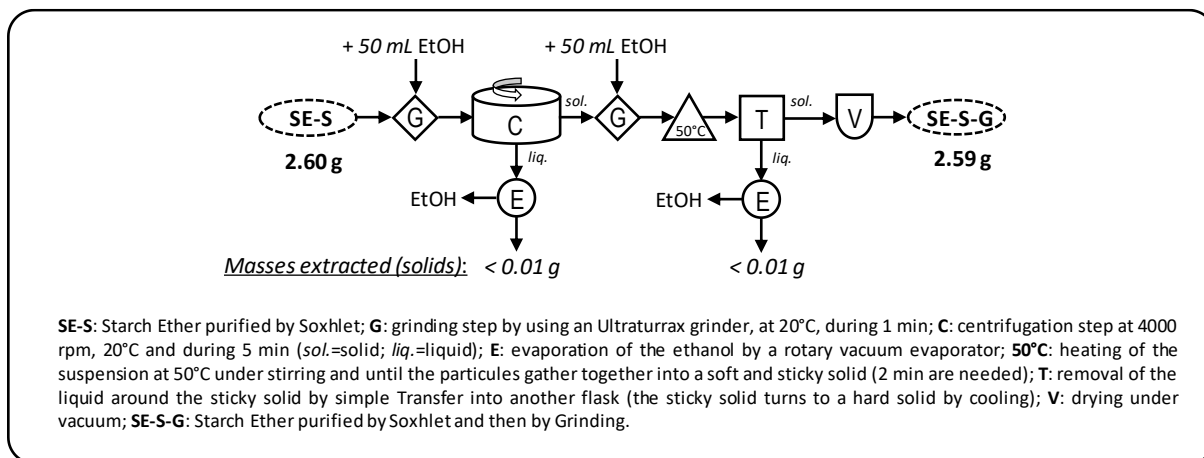 + 50 mL EtOH + 50 mL EtOH
SE-S G C sol. G 50°C T sol. V SE-S-G
2.60 g liq. liq. 2.59 g
EtOH E EtOH E
Masses extracted (solids): < 0.01 g < 0.01 g
SE-S: Starch Ether purified by Soxhlet; G: grinding step by using an Ultraturrax grinder, at 20°C, during 1 min; C: centrifugation step at 4000
rpm, 20°C and during 5 min (sol.=solid; liq.=liquid); E: evaporation of the ethanol by a rotary vacuum evaporator; 50°C: heating of the
suspension at 50°C under stirring and until the particules gather together into a soft and sticky solid (2 min are needed); T: removal of the
liquid around the sticky solid by simple Transfer into another flask (the sticky solid turns to a hard solid by cooling); V: drying under
vacuum; SE-S-G: Starch Ether purified by Soxhlet and then by Grinding.